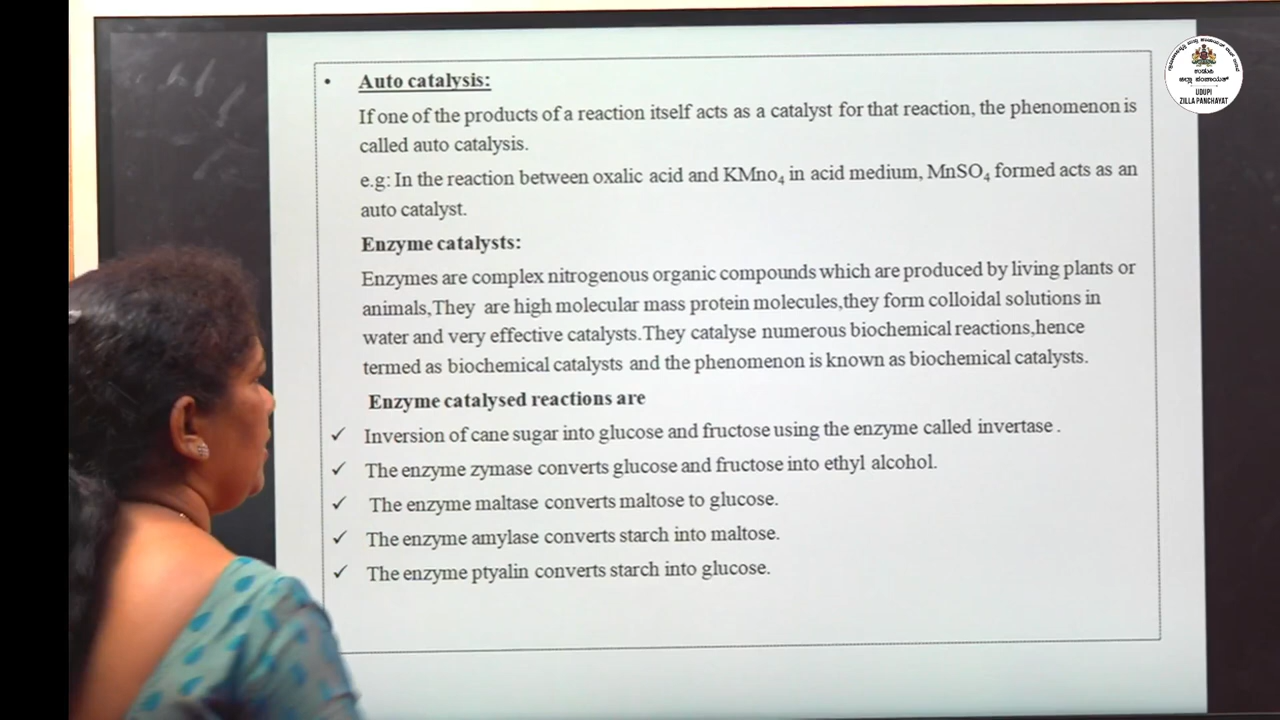 • Auto catalysis:
If one of the products of a reaction itself acts as a catalyst for that reaction, the phenomenon is
called auto catalysis.
e.g: In the reaction between oxalic acid and KMno₄ in acid medium, MnSO₄ formed acts as an
auto catalyst.
Enzyme catalysts:
Enzymes are complex nitrogenous organic compounds which are produced by living plants or
animals,They are high molecular mass protein molecules,they form colloidal solutions in
water and very effective catalysts.They catalyse numerous biochemical reactions,hence
termed as biochemical catalysts and the phenomenon is known as biochemical catalysts.
Enzyme catalysed reactions are
✓ Inversion of cane sugar into glucose and fructose using the enzyme called invertase .
✓ The enzyme zymase converts glucose and fructose into ethyl alcohol.
✓ The enzyme maltase converts maltose to glucose.
✓ The enzyme amylase converts starch into maltose.
✓ The enzyme ptyalin converts starch into glucose.
ಉಡುಪಿ
ಜಿಲ್ಲಾ ಪಂಚಾಯತ್
UDUPI
ZILLA PANCHAYAT